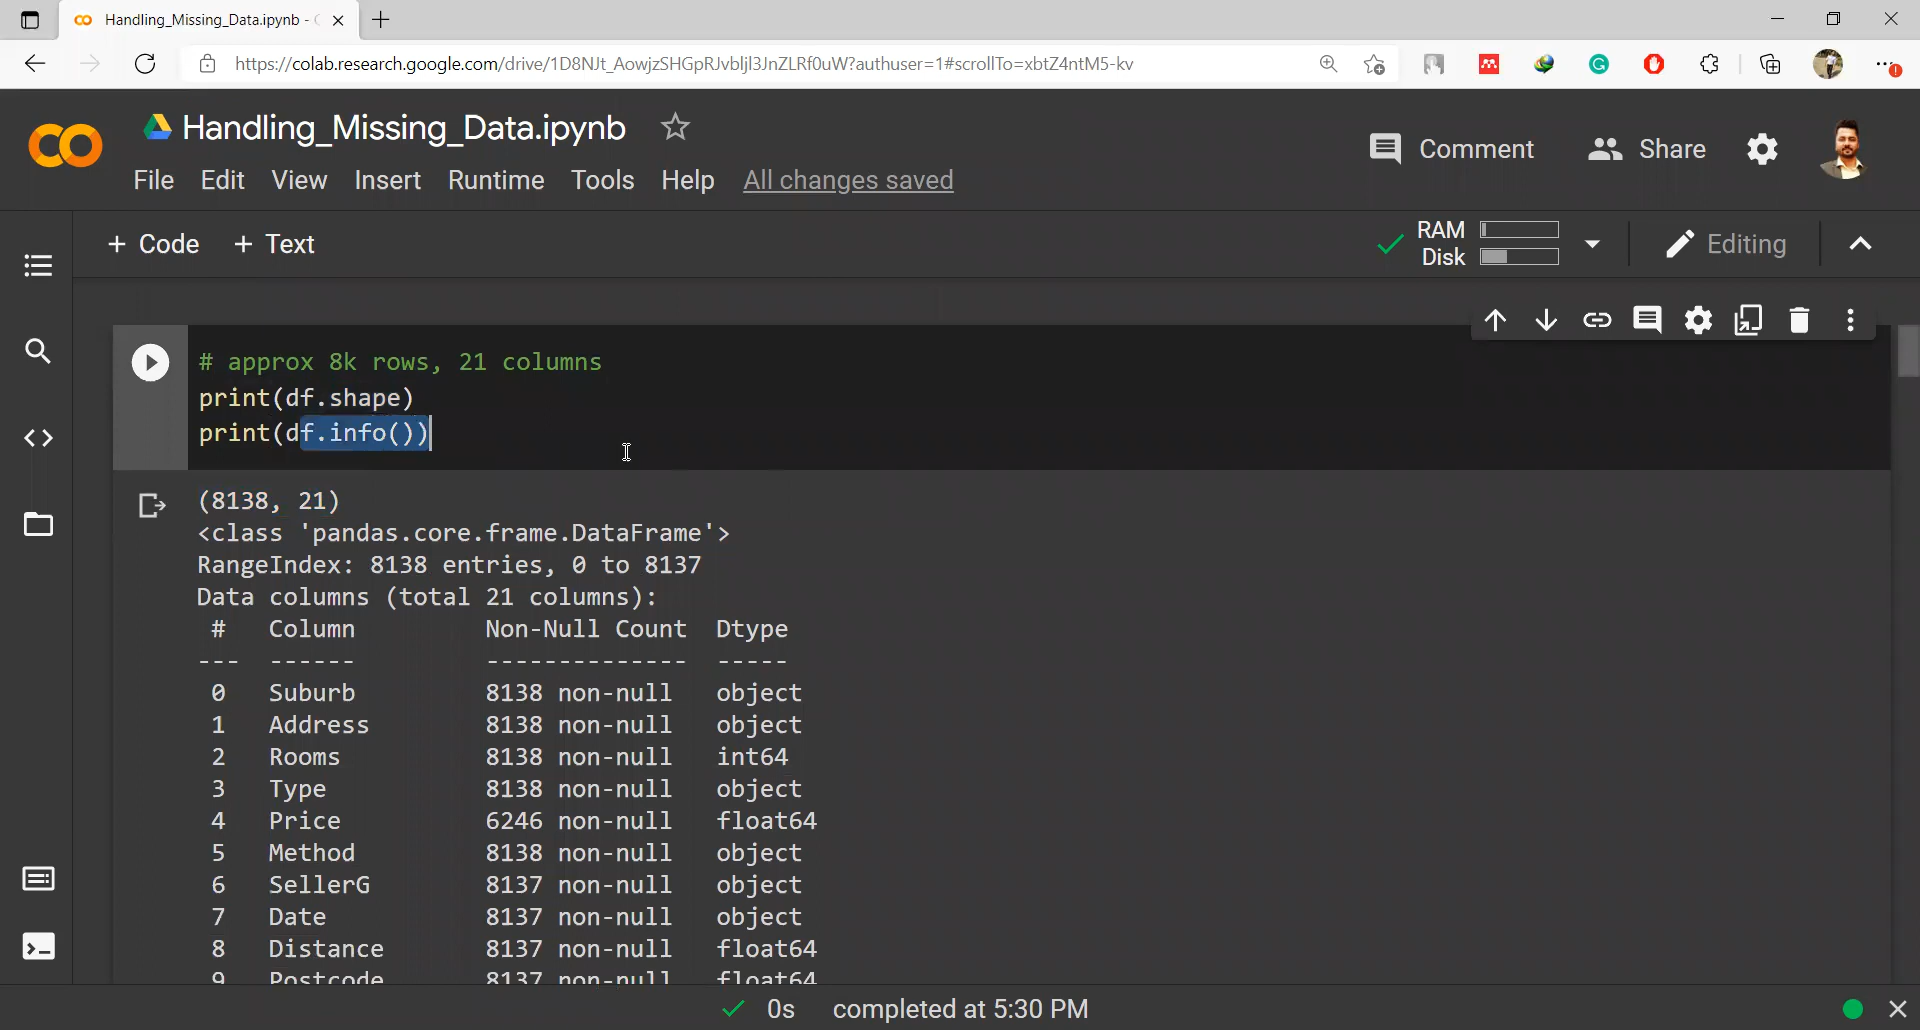 Handling_Missing_Data.ipynb -
https://colab.research.google.com/drive/1D8NJt_AowjzSHGpRJvbljl3JnZLRf0uW?authuser=1#scrollTo=xbtZ4ntM5-kv
Handling_Missing_Data.ipynb
Comment
Share
File Edit View Insert Runtime Tools Help All changes saved
+ Code + Text
RAM
Disk
Editing
# approx 8k rows, 21 columns
print(df.shape)
print(df.info())
(8138, 21)
<class 'pandas.core.frame.DataFrame'>
RangeIndex: 8138 entries, 0 to 8137
Data columns (total 21 columns):
# Column Non-Null Count Dtype
--- ------ -------------- -----
0 Suburb 8138 non-null object
1 Address 8138 non-null object
2 Rooms 8138 non-null int64
3 Type 8138 non-null object
4 Price 6246 non-null float64
5 Method 8138 non-null object
6 SellerG 8137 non-null object
7 Date 8137 non-null object
8 Distance 8137 non-null float64
9 Postcode 8137 non-null float64
0s completed at 5:30 PM